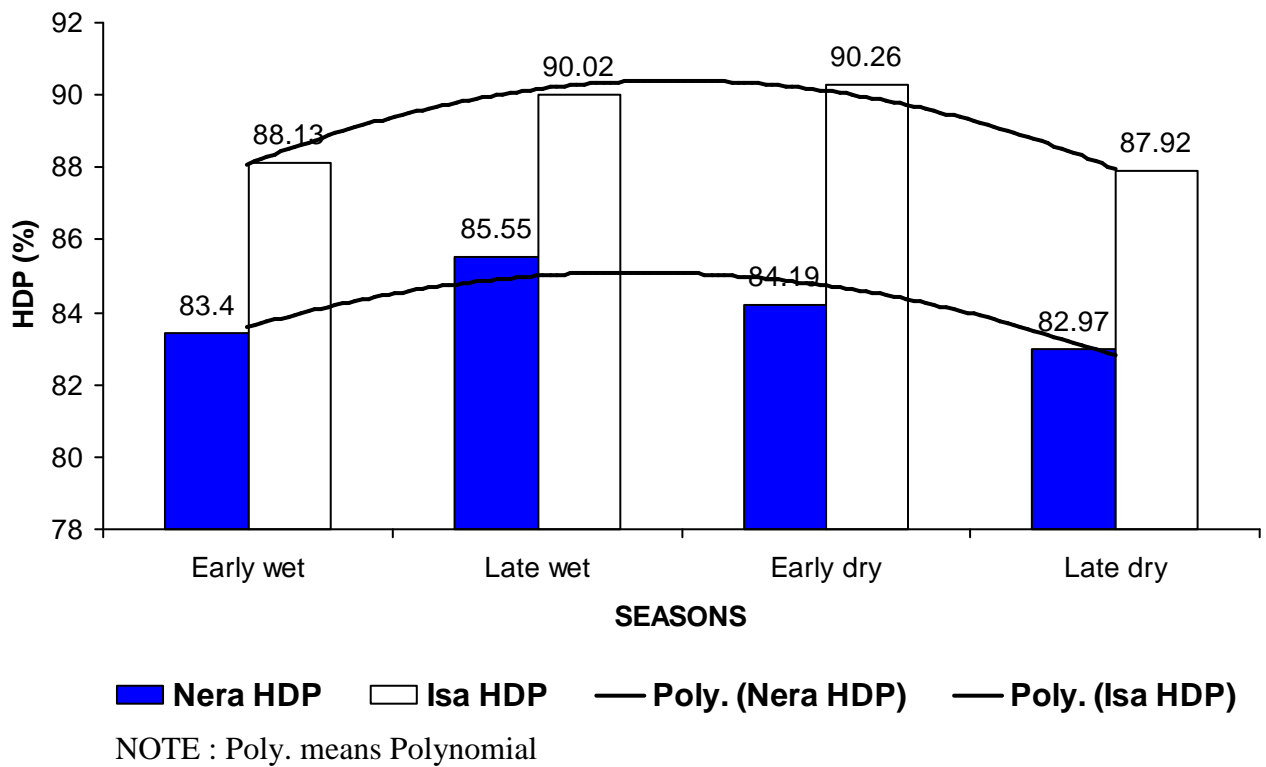 92
90
88
86
84
82
80
78
HDP (%)
83.4
88.13
85.55
90.02
84.19
90.26
82.97
87.92
Early wet
Late wet
Early dry
Late dry
SEASONS
Nera HDP
Isa HDP
Poly. (Nera HDP)
Poly. (Isa HDP)
NOTE : Poly. means Polynomial